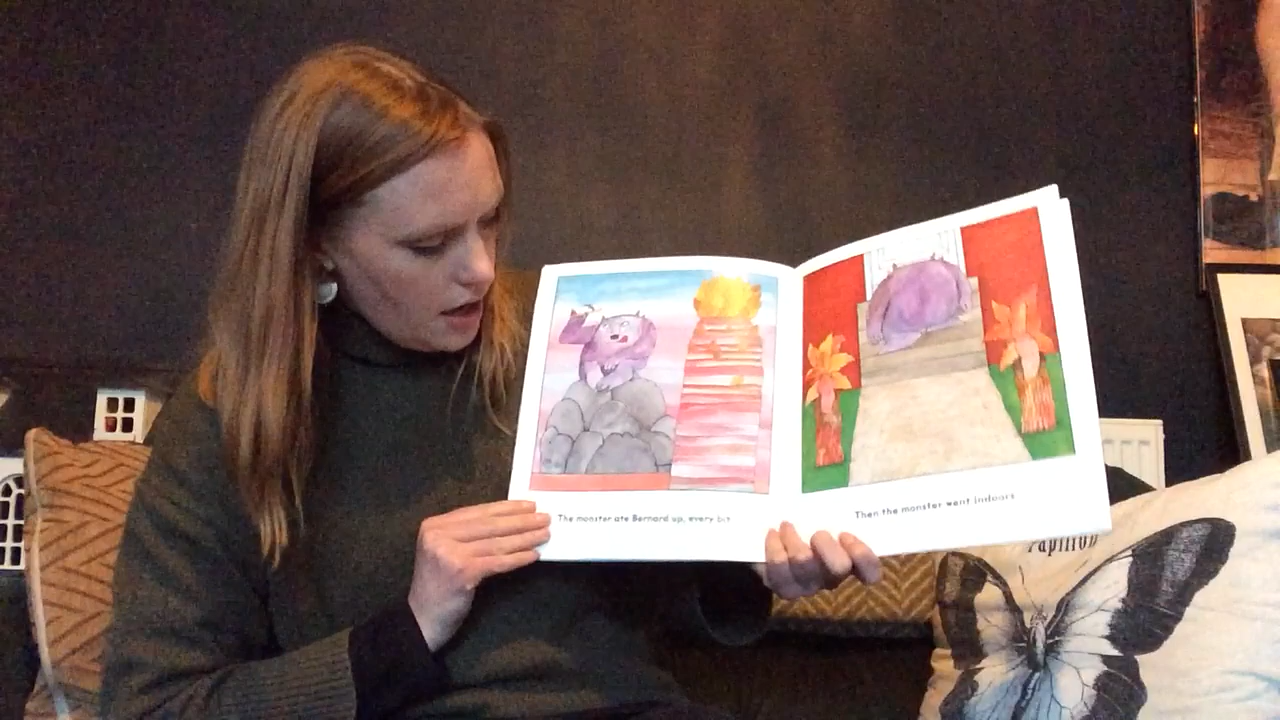 The monster ate Bernard up, every bit.
Then the monster went indoors.
Papillon